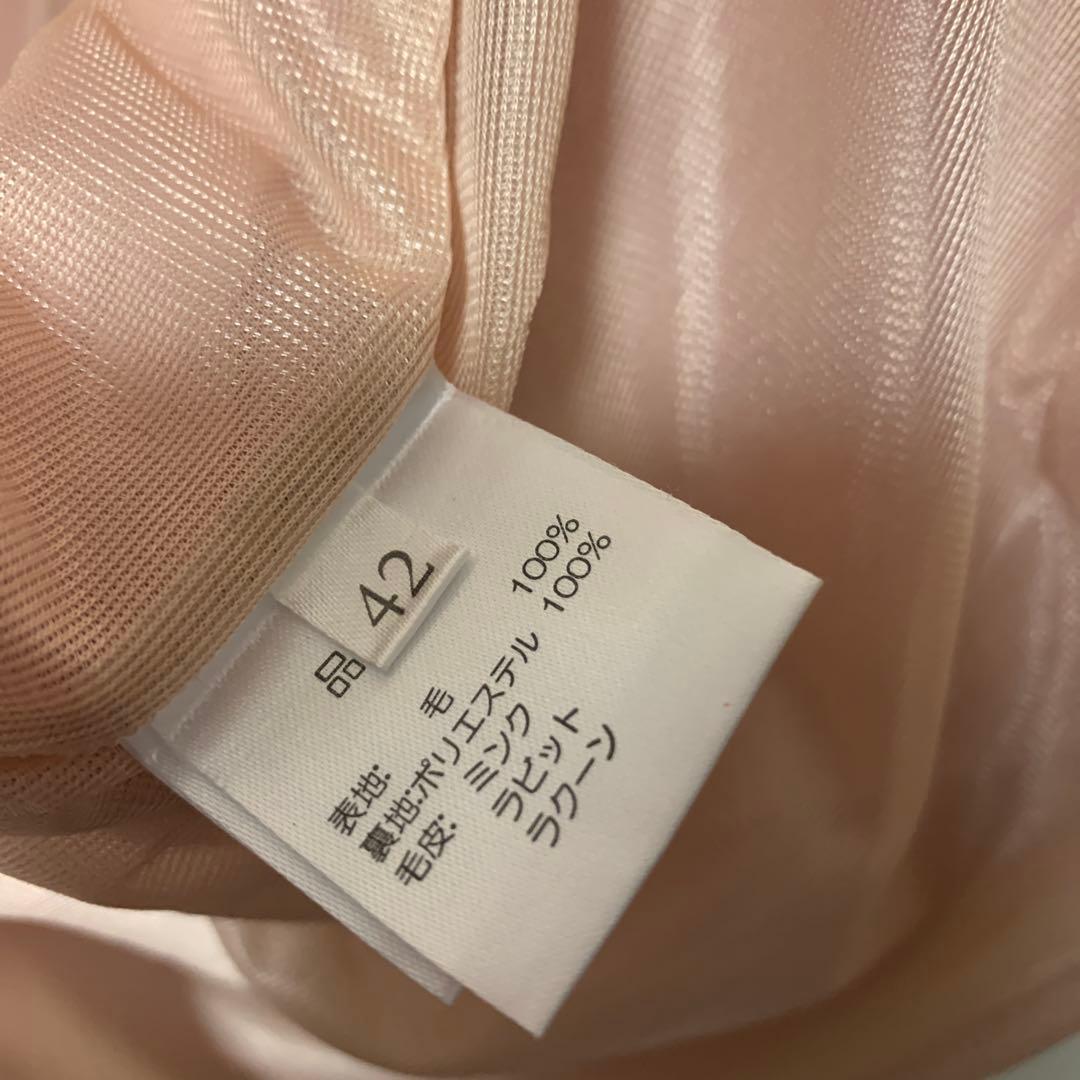 42
品
表地: 毛 100%
裏地:ポリエステル 100%
毛皮: ミンク
ラビット
ラクーン